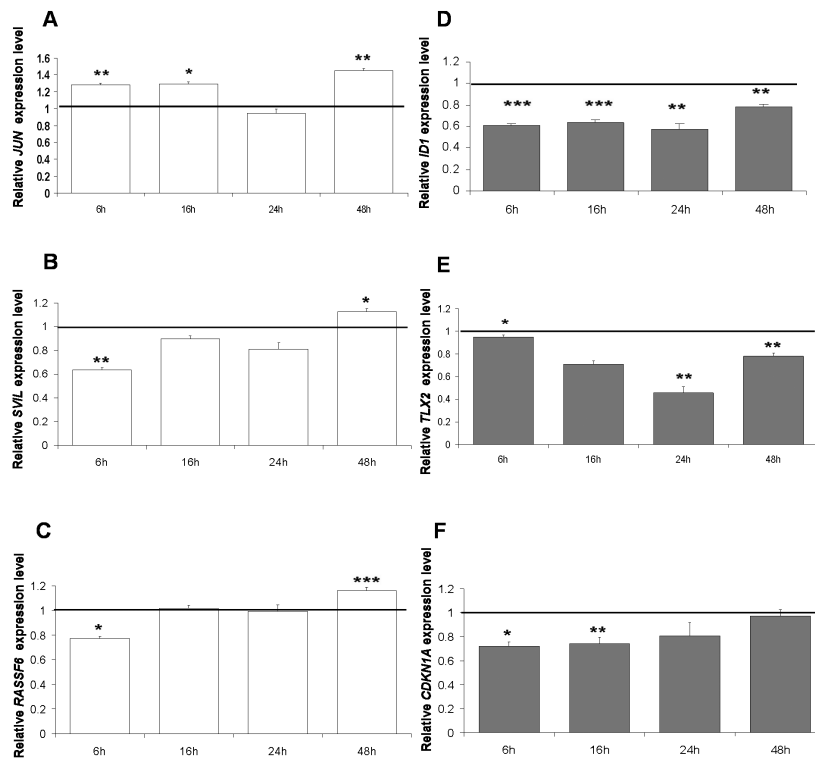 A
Relative JUN expression level
1.6
1.4
1.2
1
0.8
0.6
0.4
0.2
0
**
*
**
6h
16h
24h
48h
D
Relative ID1 expression level
1.2
1
0.8
0.6
0.4
0.2
0
***
***
**
**
6h
16h
24h
48h
B
Relative SVIL expression level
1.2
1
0.8
0.6
0.4
0.2
0
**
*
6h
16h
24h
48h
E
Relative TLX2 expression level
1.2
1
0.8
0.6
0.4
0.2
0
*
**
**
6h
16h
24h
48h
C
Relative RASSF6 expression level
1.2
1
0.8
0.6
0.4
0.2
0
*
***
6h
16h
24h
48h
F
Relative CDKN1A expression level
1.2
1
0.8
0.6
0.4
0.2
0
*
**
6h
16h
24h
48h